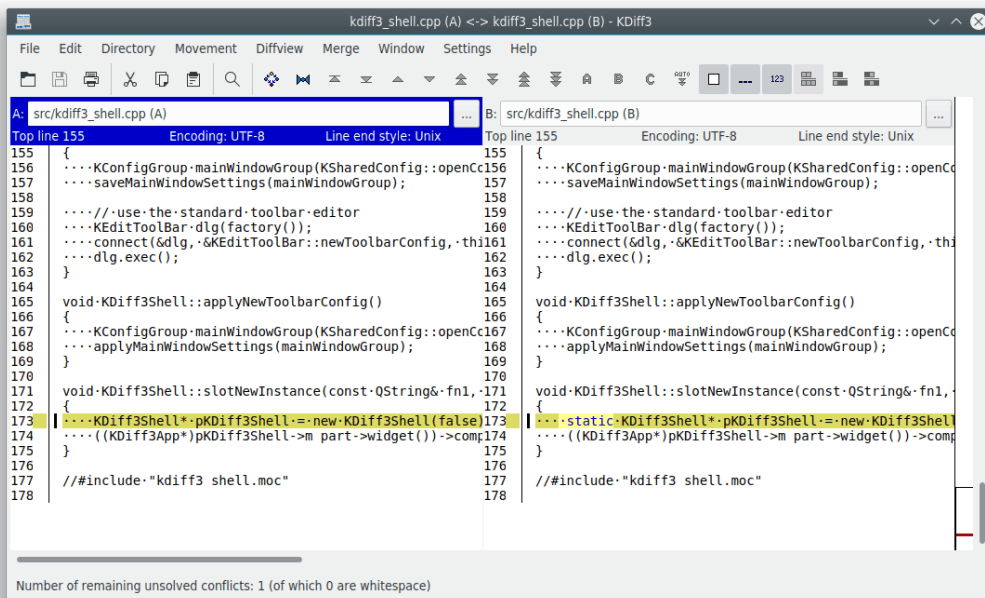 kdiff3_shell.cpp (A) <-> kdiff3_shell.cpp (B) - KDiff3
File Edit Directory Movement Diffview Merge Window Settings Help
A B C AUTO 123
A: src/kdiff3_shell.cpp (A) ... B: src/kdiff3_shell.cpp (B) ...
Top line 155 Encoding: UTF-8 Line end style: Unix Top line 155 Encoding: UTF-8 Line end style: Unix
155 { 155 {
156 ····KConfigGroup·mainWindowGroup(KSharedConfig::openCo 156 ····KConfigGroup·mainWindowGroup(KSharedConfig::openCo
157 ····saveMainWindowSettings(mainWindowGroup); 157 ····saveMainWindowSettings(mainWindowGroup);
158 158
159 ····//·use·the·standard·toolbar·editor 159 ····//·use·the·standard·toolbar·editor
160 ····KEditToolBar·dlg(factory()); 160 ····KEditToolBar·dlg(factory());
161 ····connect(&dlg,·&KEditToolBar::newToolbarConfig,·thi 161 ····connect(&dlg,·&KEditToolBar::newToolbarConfig,·thi
162 ····dlg.exec(); 162 ····dlg.exec();
163 } 163 }
164 164
165 void·KDiff3Shell::applyNewToolbarConfig() 165 void·KDiff3Shell::applyNewToolbarConfig()
166 { 166 {
167 ····KConfigGroup·mainWindowGroup(KSharedConfig::openCo 167 ····KConfigGroup·mainWindowGroup(KSharedConfig::openCo
168 ····applyMainWindowSettings(mainWindowGroup); 168 ····applyMainWindowSettings(mainWindowGroup);
169 } 169 }
170 170
171 void·KDiff3Shell::slotNewInstance(const·QString&·fn1,· 171 void·KDiff3Shell::slotNewInstance(const·QString&·fn1,·
172 { 172 {
173 ····KDiff3Shell*·pKDiff3Shell·=·new·KDiff3Shell(false) 173 ····static·KDiff3Shell*·pKDiff3Shell·=·new·KDiff3Shell
174 ····((KDiff3App*)pKDiff3Shell->m part->widget())->comp 174 ····((KDiff3App*)pKDiff3Shell->m part->widget())->comp
175 } 175 }
176 176
177 //#include·"kdiff3 shell.moc" 177 //#include·"kdiff3 shell.moc"
178 178
Number of remaining unsolved conflicts: 1 (of which 0 are whitespace)